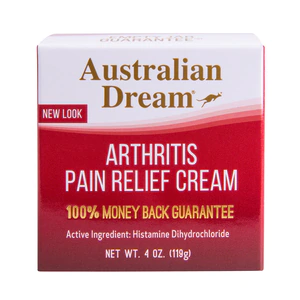 Australian
Dream®
NEW LOOK
ARTHRITIS
PAIN RELIEF CREAM
100% MONEY BACK GUARANTEE
Active Ingredient: Histamine Dihydrochloride
NET WT. 4 OZ. (119g)